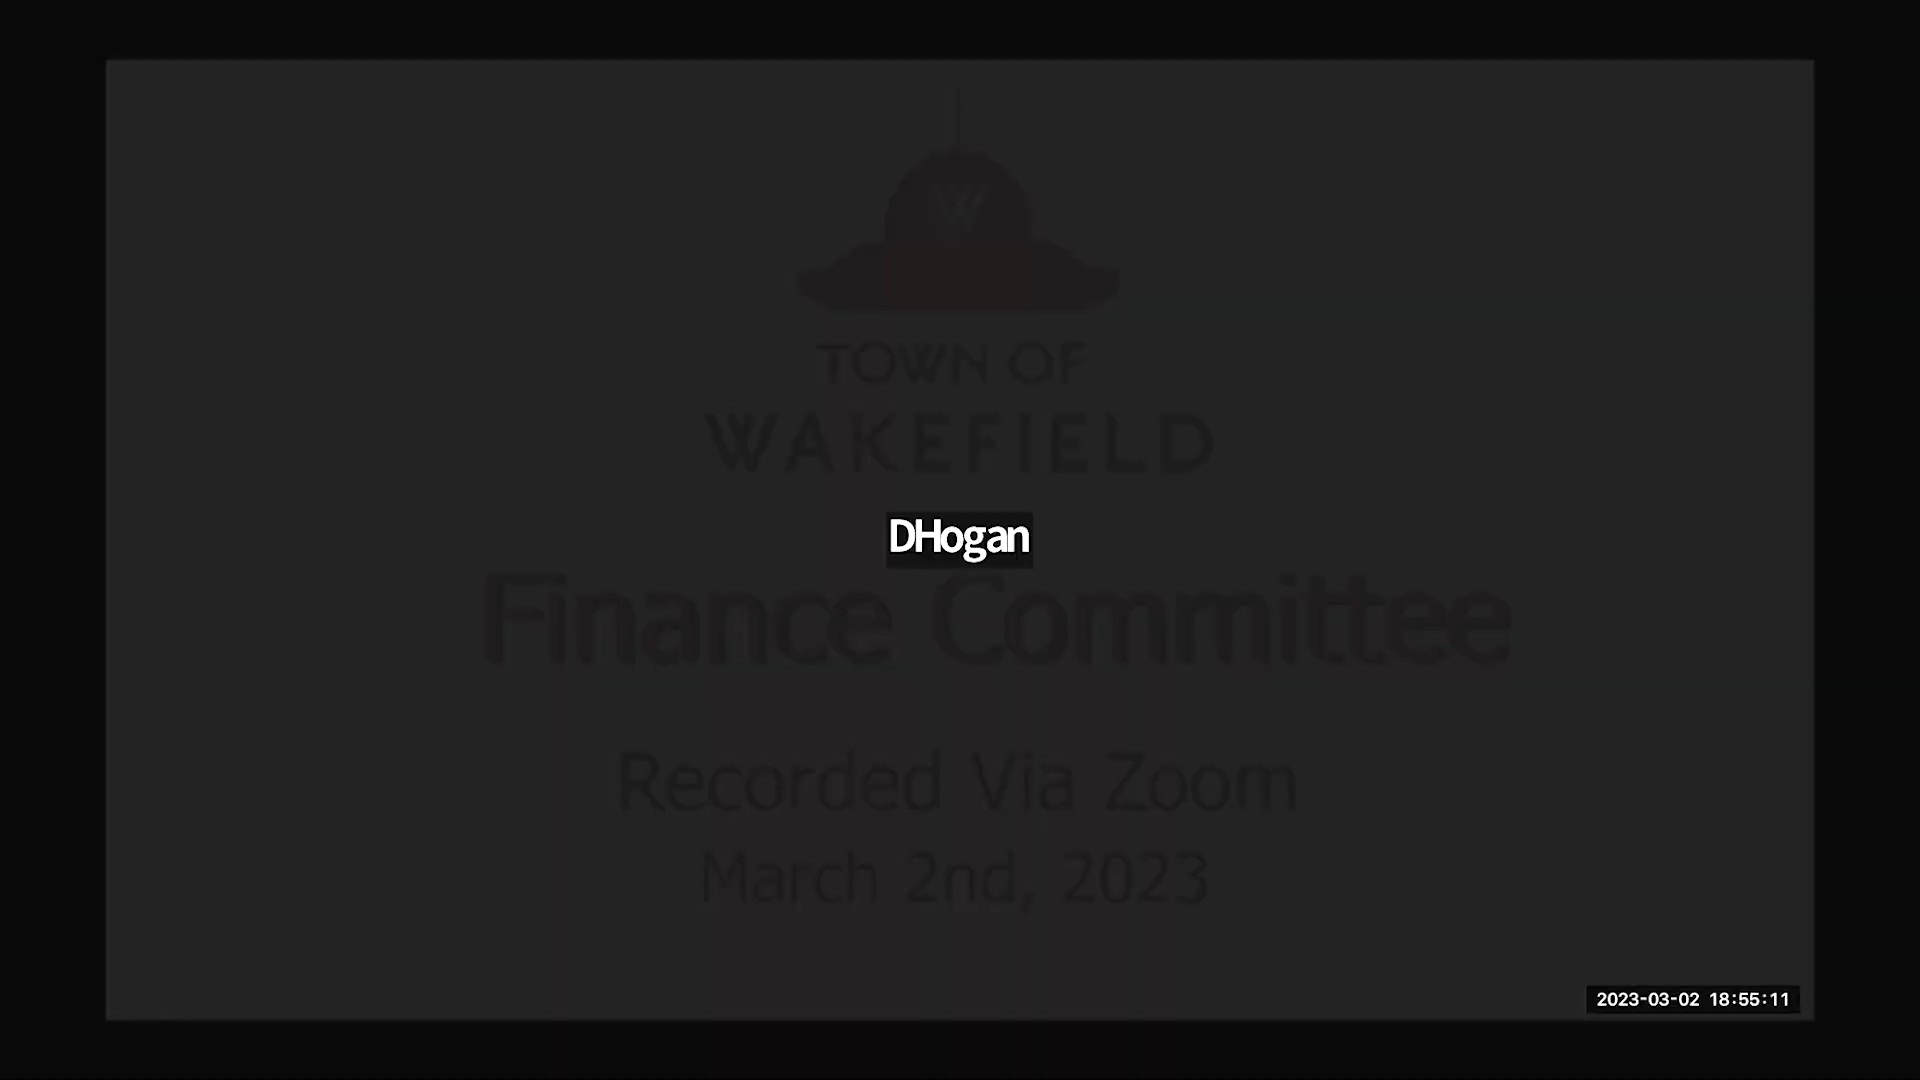 W
TOWN OF
WAKEFIELD
DHogan
Finance Committee
Recorded Via Zoom
March 2nd, 2023
2023-03-02 18:55:11